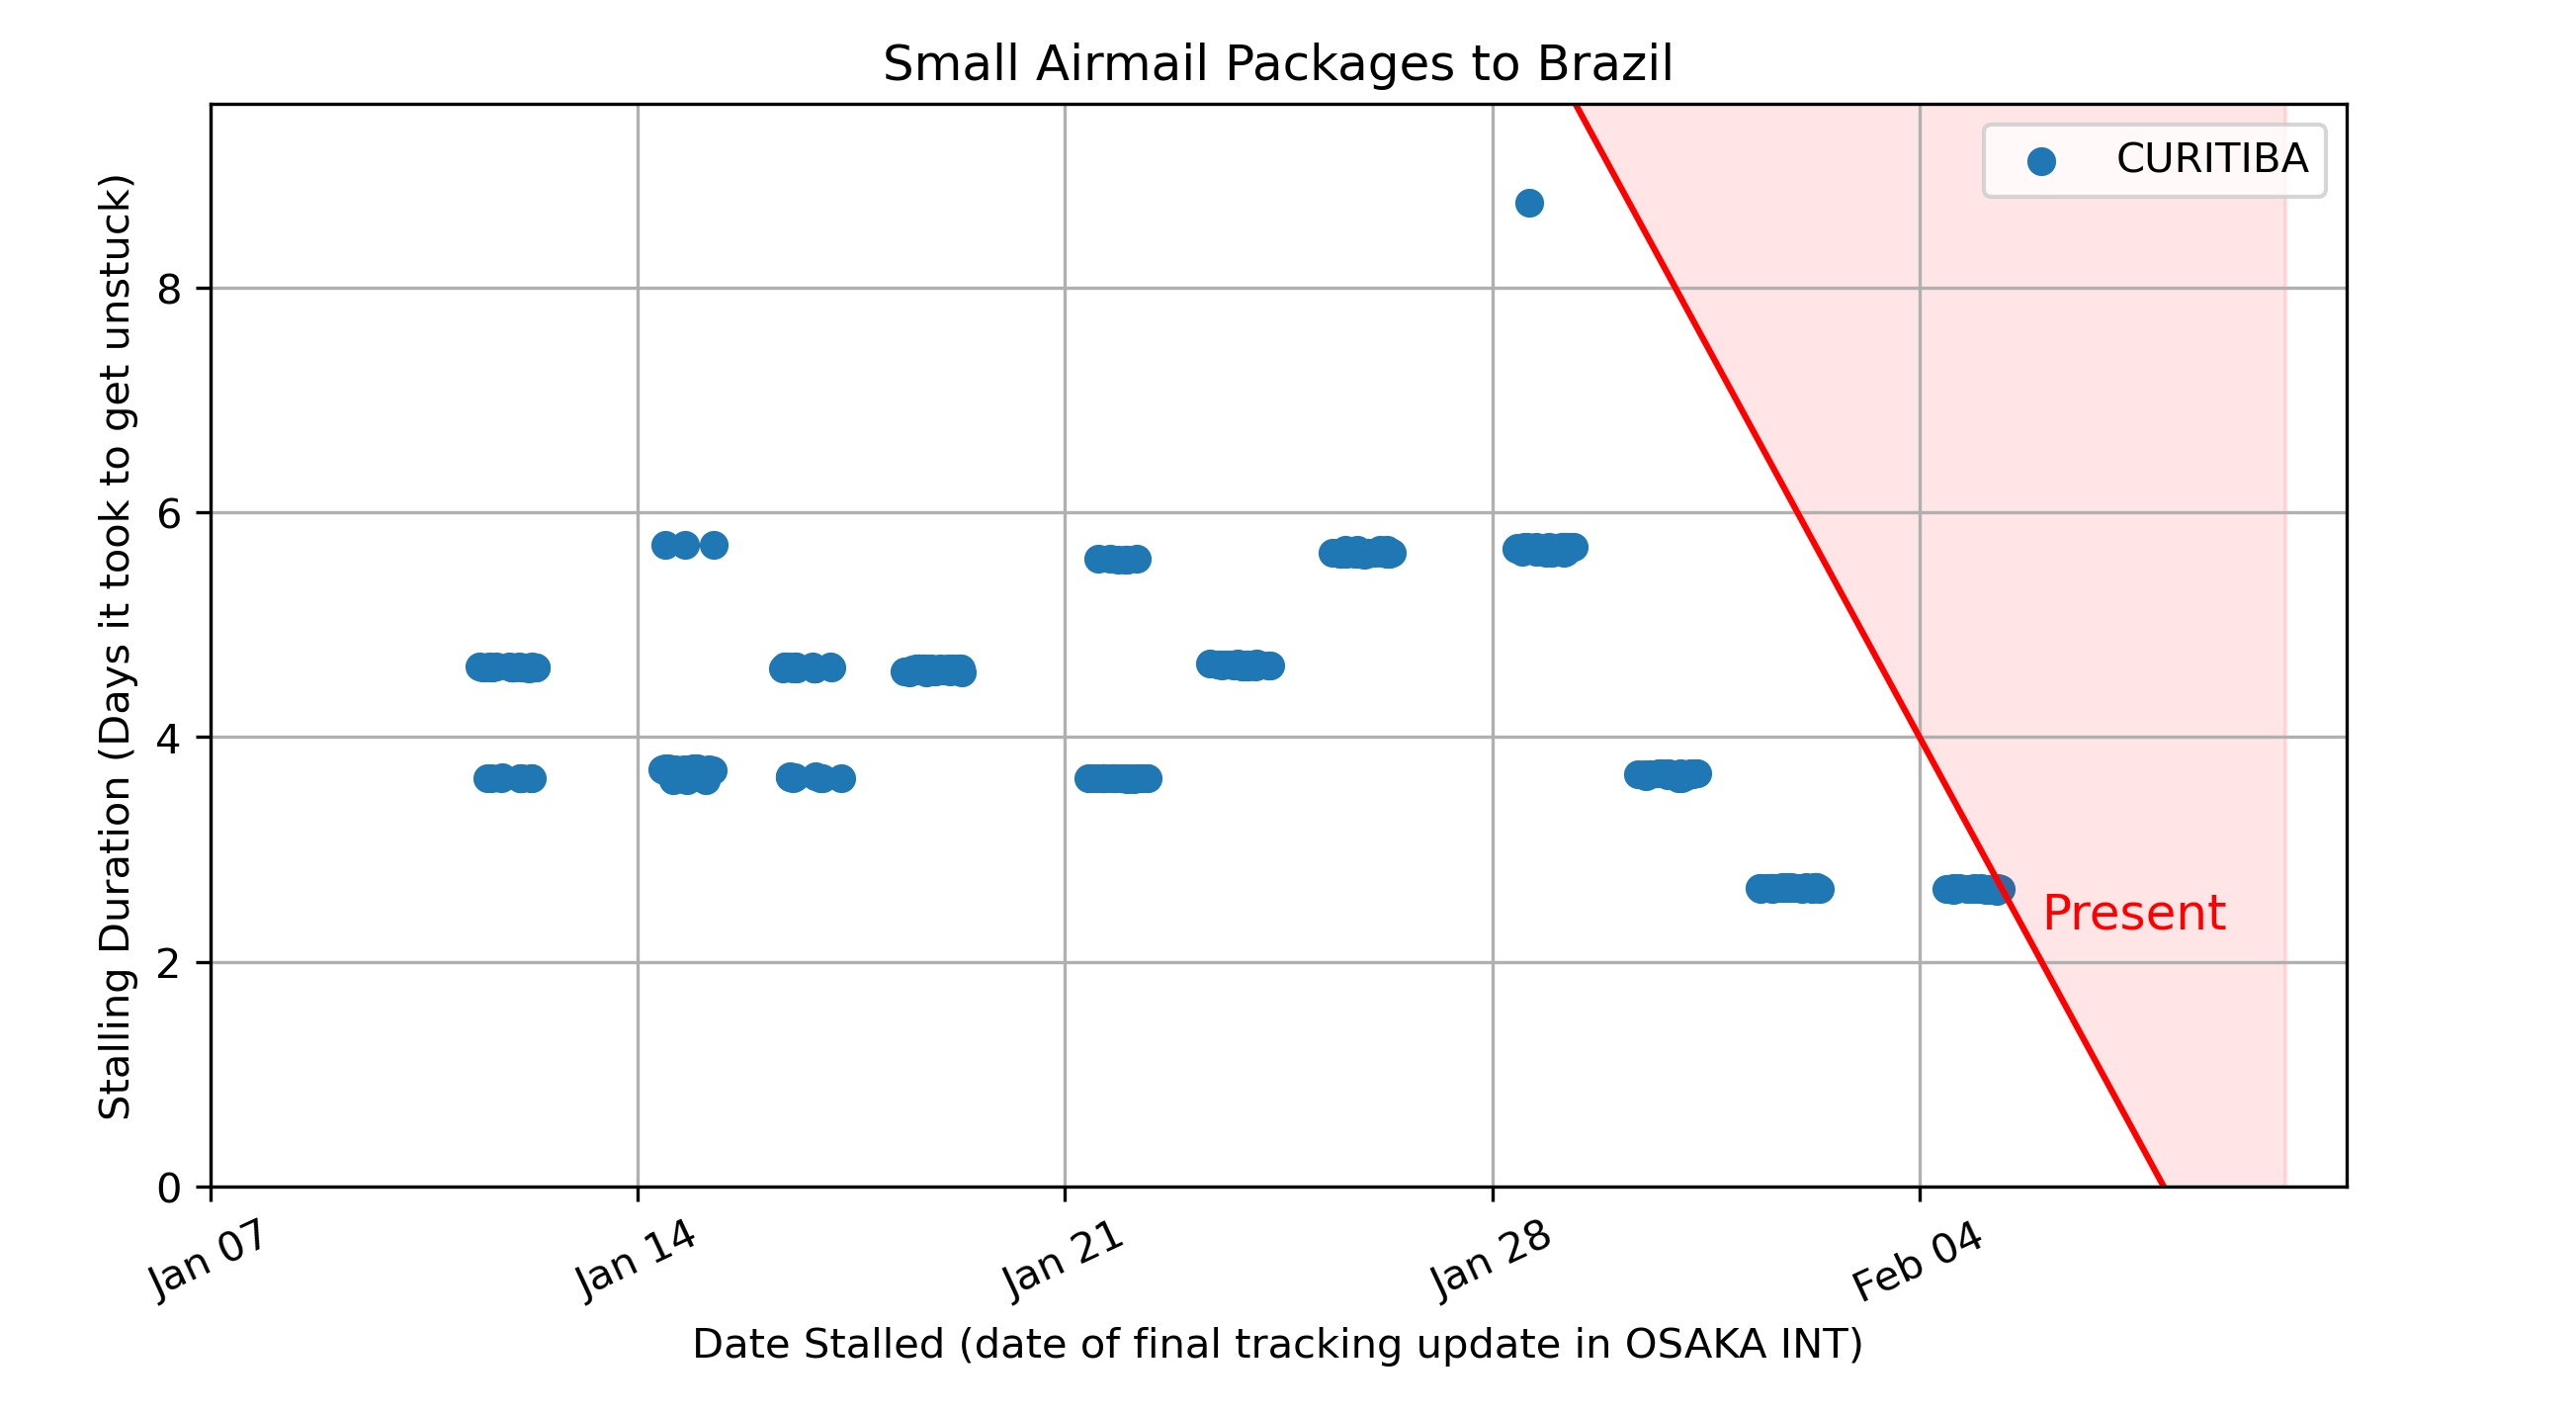 Small Airmail Packages to Brazil
CURITIBA
Stalling Duration (Days it took to get unstuck)
8
6
4
2
0
Present
Jan 07
Jan 14
Jan 21
Jan 28
Feb 04
Date Stalled (date of final tracking update in OSAKA INT)